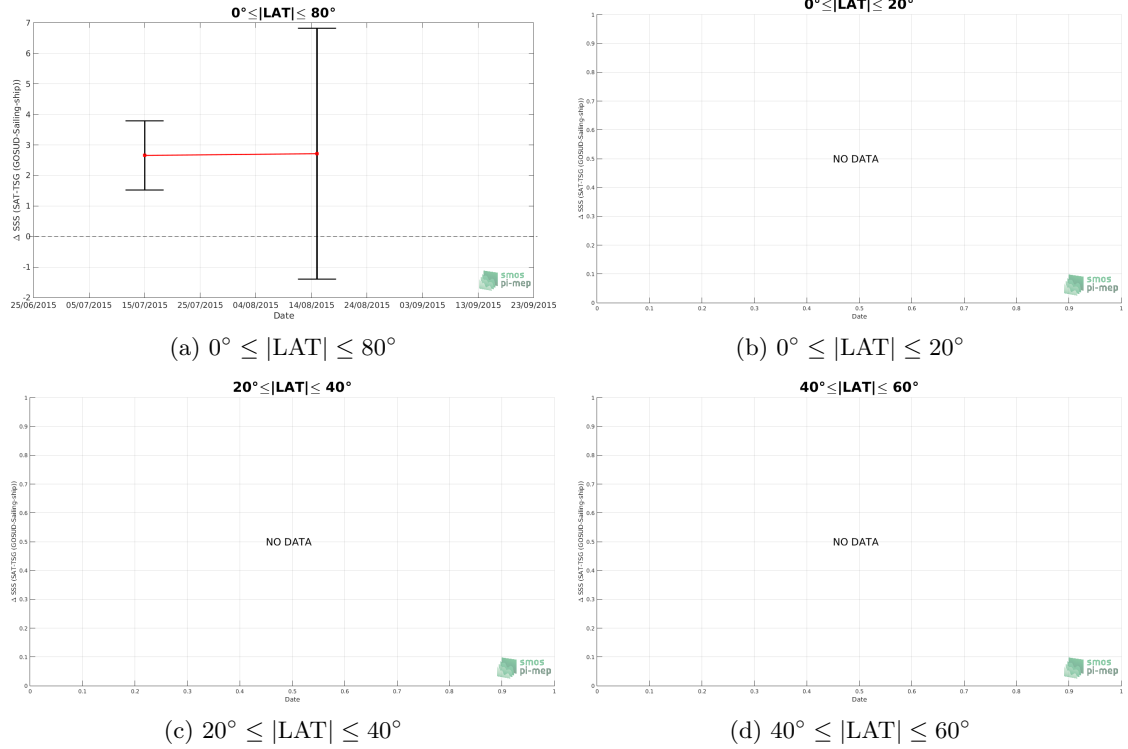 0°≤|LAT|≤ 80°
Δ SSS (SAT-TSG (GOSUD-Sailing-ship))
7
6
5
4
3
2
1
0
-1
-2
25/06/2015 05/07/2015 15/07/2015 25/07/2015 04/08/2015 14/08/2015 24/08/2015 03/09/2015 13/09/2015 23/09/2015
Date
smos
pi-mep
(a) 0° ≤ |LAT| ≤ 80°
0°≤|LAT|≤ 20°
Δ SSS (SAT-TSG (GOSUD-Sailing-ship))
1
0.9
0.8
0.7
0.6
0.5
0.4
0.3
0.2
0.1
0
NO DATA
0 0.1 0.2 0.3 0.4 0.5 0.6 0.7 0.8 0.9 1
Date
smos
pi-mep
(b) 0° ≤ |LAT| ≤ 20°
20°≤|LAT|≤ 40°
Δ SSS (SAT-TSG (GOSUD-Sailing-ship))
1
0.9
0.8
0.7
0.6
0.5
0.4
0.3
0.2
0.1
0
NO DATA
0 0.1 0.2 0.3 0.4 0.5 0.6 0.7 0.8 0.9 1
Date
smos
pi-mep
(c) 20° ≤ |LAT| ≤ 40°
40°≤|LAT|≤ 60°
Δ SSS (SAT-TSG (GOSUD-Sailing-ship))
1
0.9
0.8
0.7
0.6
0.5
0.4
0.3
0.2
0.1
0
NO DATA
0 0.1 0.2 0.3 0.4 0.5 0.6 0.7 0.8 0.9 1
Date
smos
pi-mep
(d) 40° ≤ |LAT| ≤ 60°